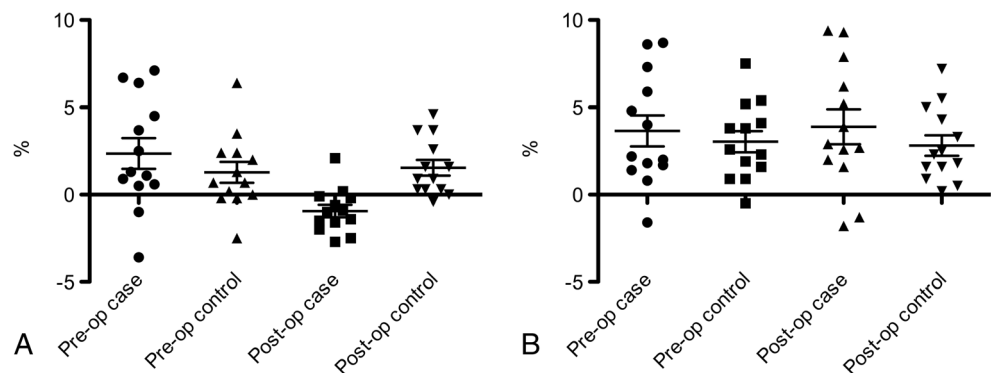 10
5
0
-5
%
Pre-op case
Pre-op control
Post-op case
Post-op control
A
10
5
0
-5
%
Pre-op case
Pre-op control
Post-op case
Post-op control
B